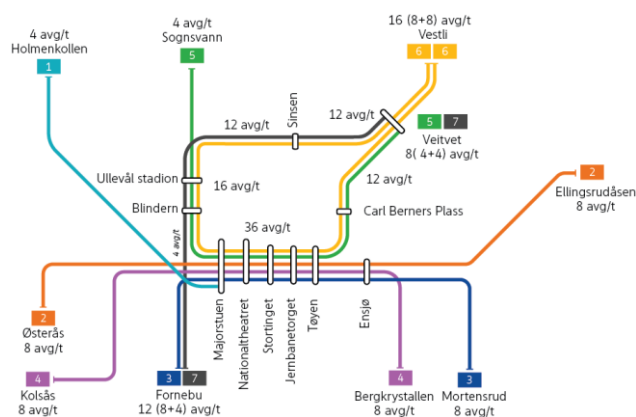 4 avg/t
Holmenkollen
1
4 avg/t
Sognsvann
5
16 (8+8) avg/t
Vestli
6 6
Sinsen
12 avg/t
12 avg/t
5 7
Veitvet
8( 4+4) avg/t
Ullevål stadion
16 avg/t
12 avg/t
2
Ellingsrudåsen
8 avg/t
Blindern
Carl Berners Plass
36 avg/t
4 avg/t
Majorstuen
Nationaltheatret
Stortinget
Jernbanetorget
Tøyen
Ensjø
2
Østerås
8 avg/t
4
Kolsås
8 avg/t
3 7
Fornebu
12 (8+4) avg/t
4
Bergkrystallen
8 avg/t
3
Mortensrud
8 avg/t